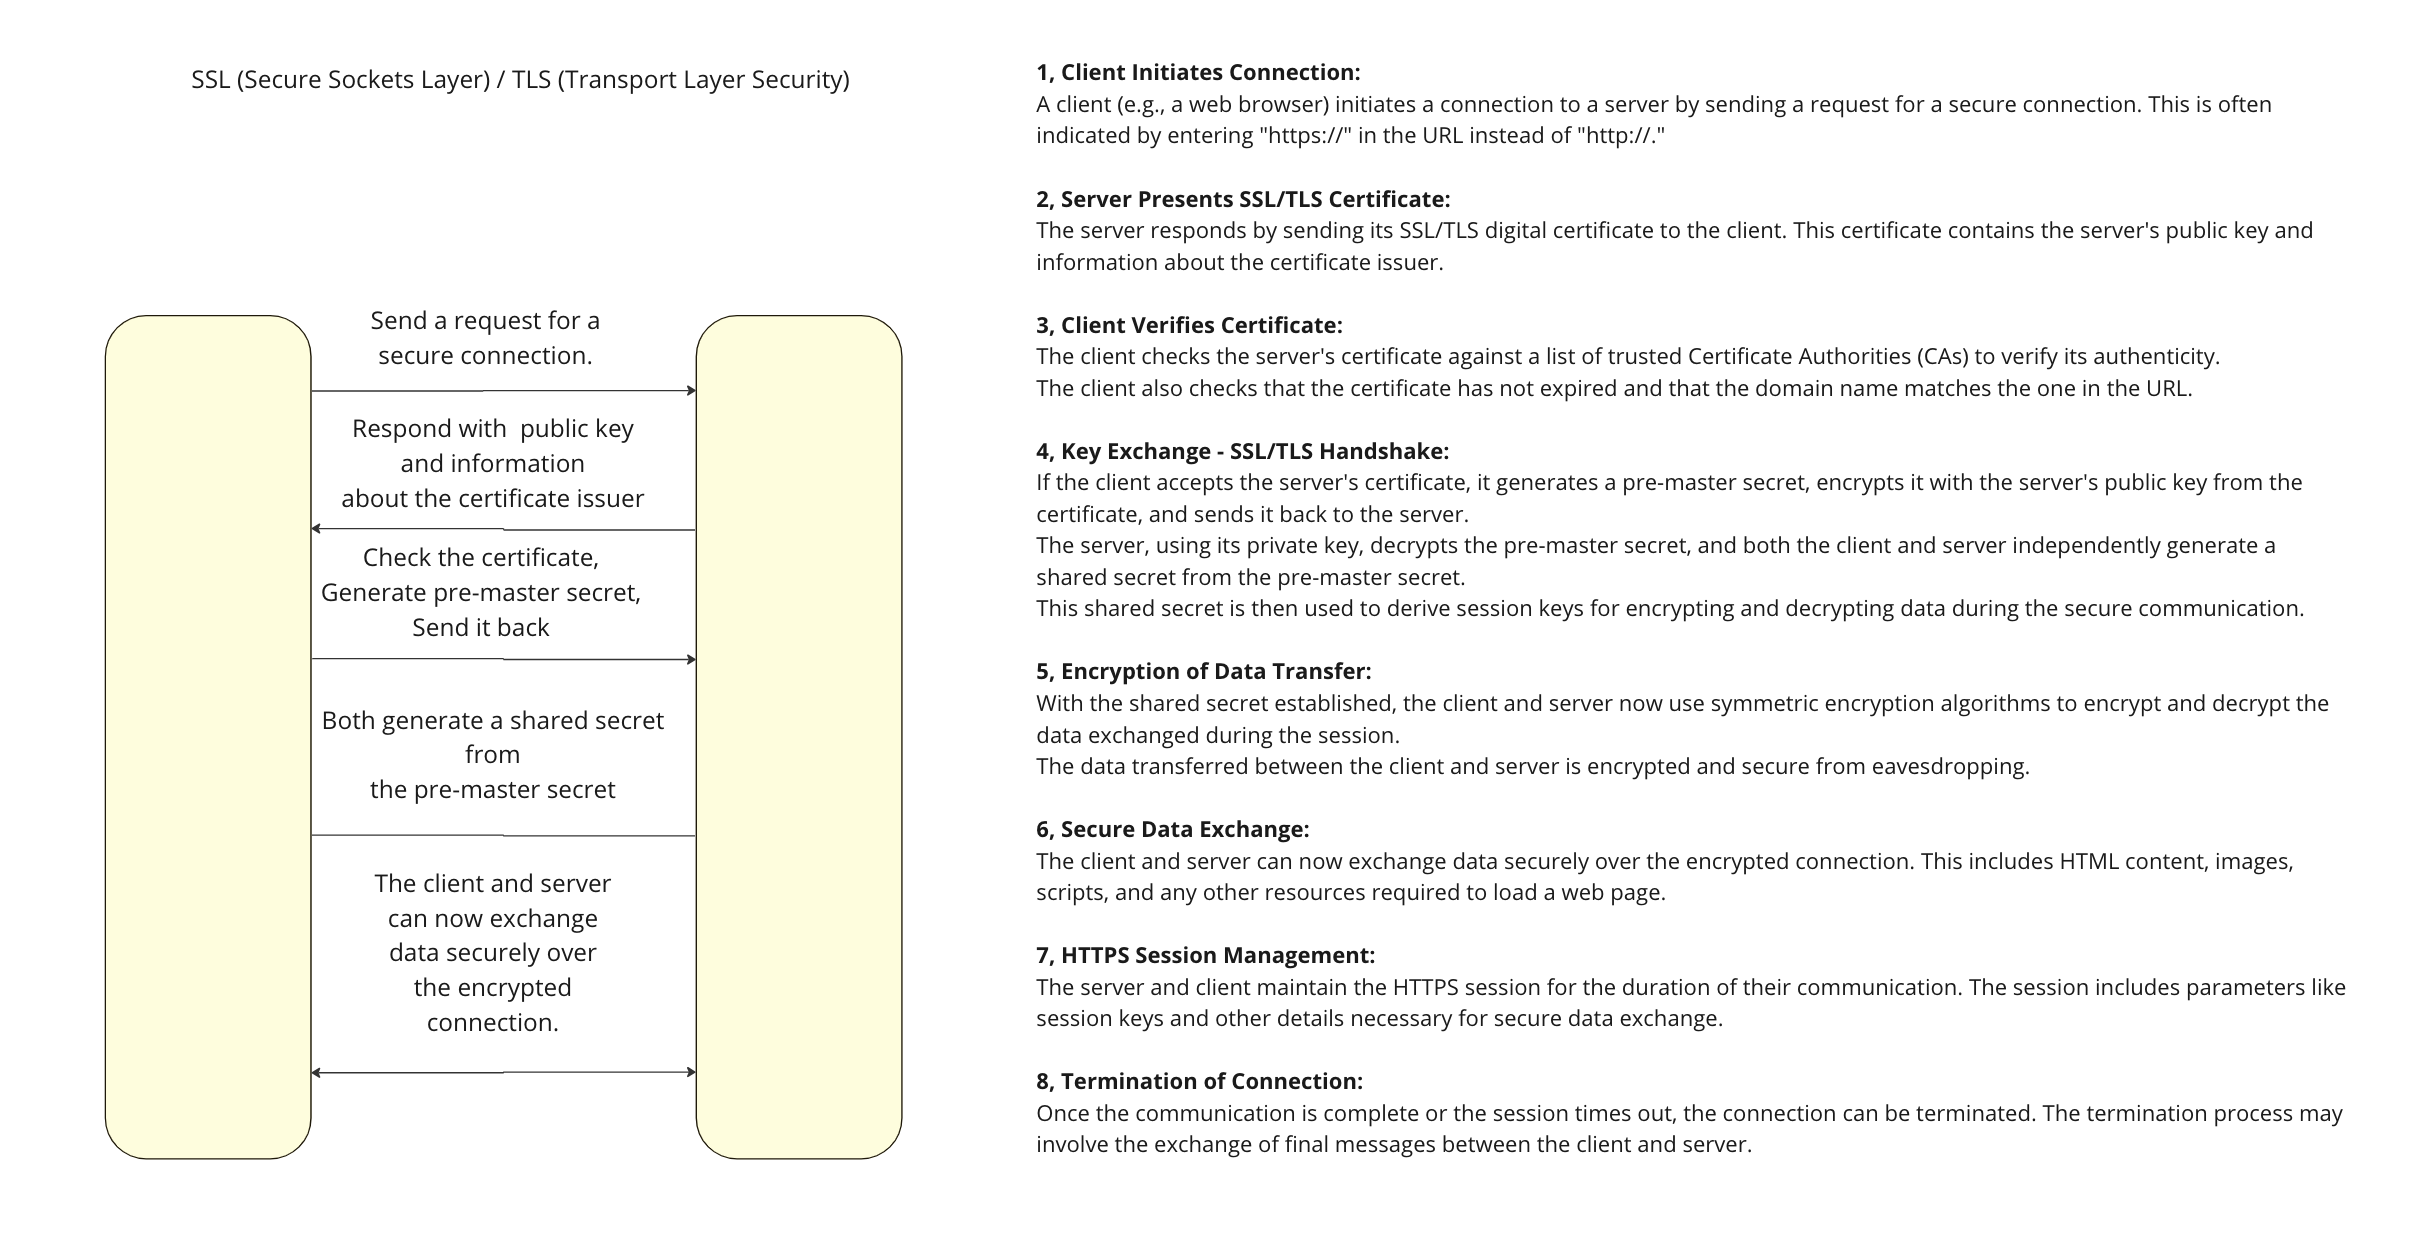 SSL (Secure Sockets Layer) / TLS (Transport Layer Security)
Send a request for a
secure connection.
Respond with  public key
and information
about the certificate issuer
Check the certificate,
Generate pre-master secret,
Send it back
Both generate a shared secret
from
the pre-master secret
The client and server
can now exchange
data securely over
the encrypted
connection.
1, Client Initiates Connection:
A client (e.g., a web browser) initiates a connection to a server by sending a request for a secure connection. This is often
indicated by entering "https://" in the URL instead of "http://."
2, Server Presents SSL/TLS Certificate:
The server responds by sending its SSL/TLS digital certificate to the client. This certificate contains the server's public key and
information about the certificate issuer.
3, Client Verifies Certificate:
The client checks the server's certificate against a list of trusted Certificate Authorities (CAs) to verify its authenticity.
The client also checks that the certificate has not expired and that the domain name matches the one in the URL.
4, Key Exchange - SSL/TLS Handshake:
If the client accepts the server's certificate, it generates a pre-master secret, encrypts it with the server's public key from the
certificate, and sends it back to the server.
The server, using its private key, decrypts the pre-master secret, and both the client and server independently generate a
shared secret from the pre-master secret.
This shared secret is then used to derive session keys for encrypting and decrypting data during the secure communication.
5, Encryption of Data Transfer:
With the shared secret established, the client and server now use symmetric encryption algorithms to encrypt and decrypt the
data exchanged during the session.
The data transferred between the client and server is encrypted and secure from eavesdropping.
6, Secure Data Exchange:
The client and server can now exchange data securely over the encrypted connection. This includes HTML content, images,
scripts, and any other resources required to load a web page.
7, HTTPS Session Management:
The server and client maintain the HTTPS session for the duration of their communication. The session includes parameters like
session keys and other details necessary for secure data exchange.
8, Termination of Connection:
Once the communication is complete or the session times out, the connection can be terminated. The termination process may
involve the exchange of final messages between the client and server.